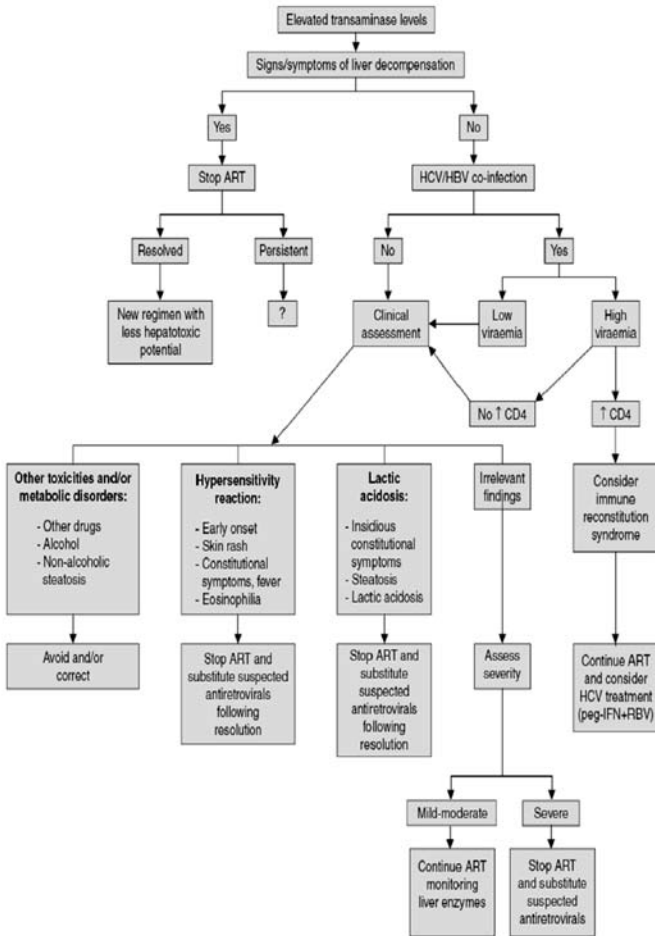 Elevated transaminase levels
Signs/symptoms of liver decompensation
Yes
No
Stop ART
HCV/HBV co-infection
Resolved
Persistent
No
Yes
New regimen with
less hepatotoxic
potential
?
Clinical
assessment
Low
viraemia
High
viraemia
No ↑ CD4
↑ CD4
Other toxicities and/or
metabolic disorders:
- Other drugs
- Alcohol
- Non-alcoholic
steatosis
Hypersensitivity
reaction:
- Early onset
- Skin rash
- Constitutional
symptoms, fever
- Eosinophilia
Lactic
acidosis:
- Insidious
constitutional
symptoms
- Steatosis
- Lactic acidosis
Irrelevant
findings
Consider
immune
reconstitution
syndrome
Avoid and/or
correct
Stop ART and
substitute suspected
antiretrovirals
following
resolution
Stop ART and
substitute
suspected
antiretrovirals
following
resolution
Assess
severity
Continue ART
and consider
HCV treatment
(peg-IFN+RBV)
Mild-moderate
Severe
Continue ART
monitoring
liver enzymes
Stop ART
and substitute
suspected
antiretrovirals